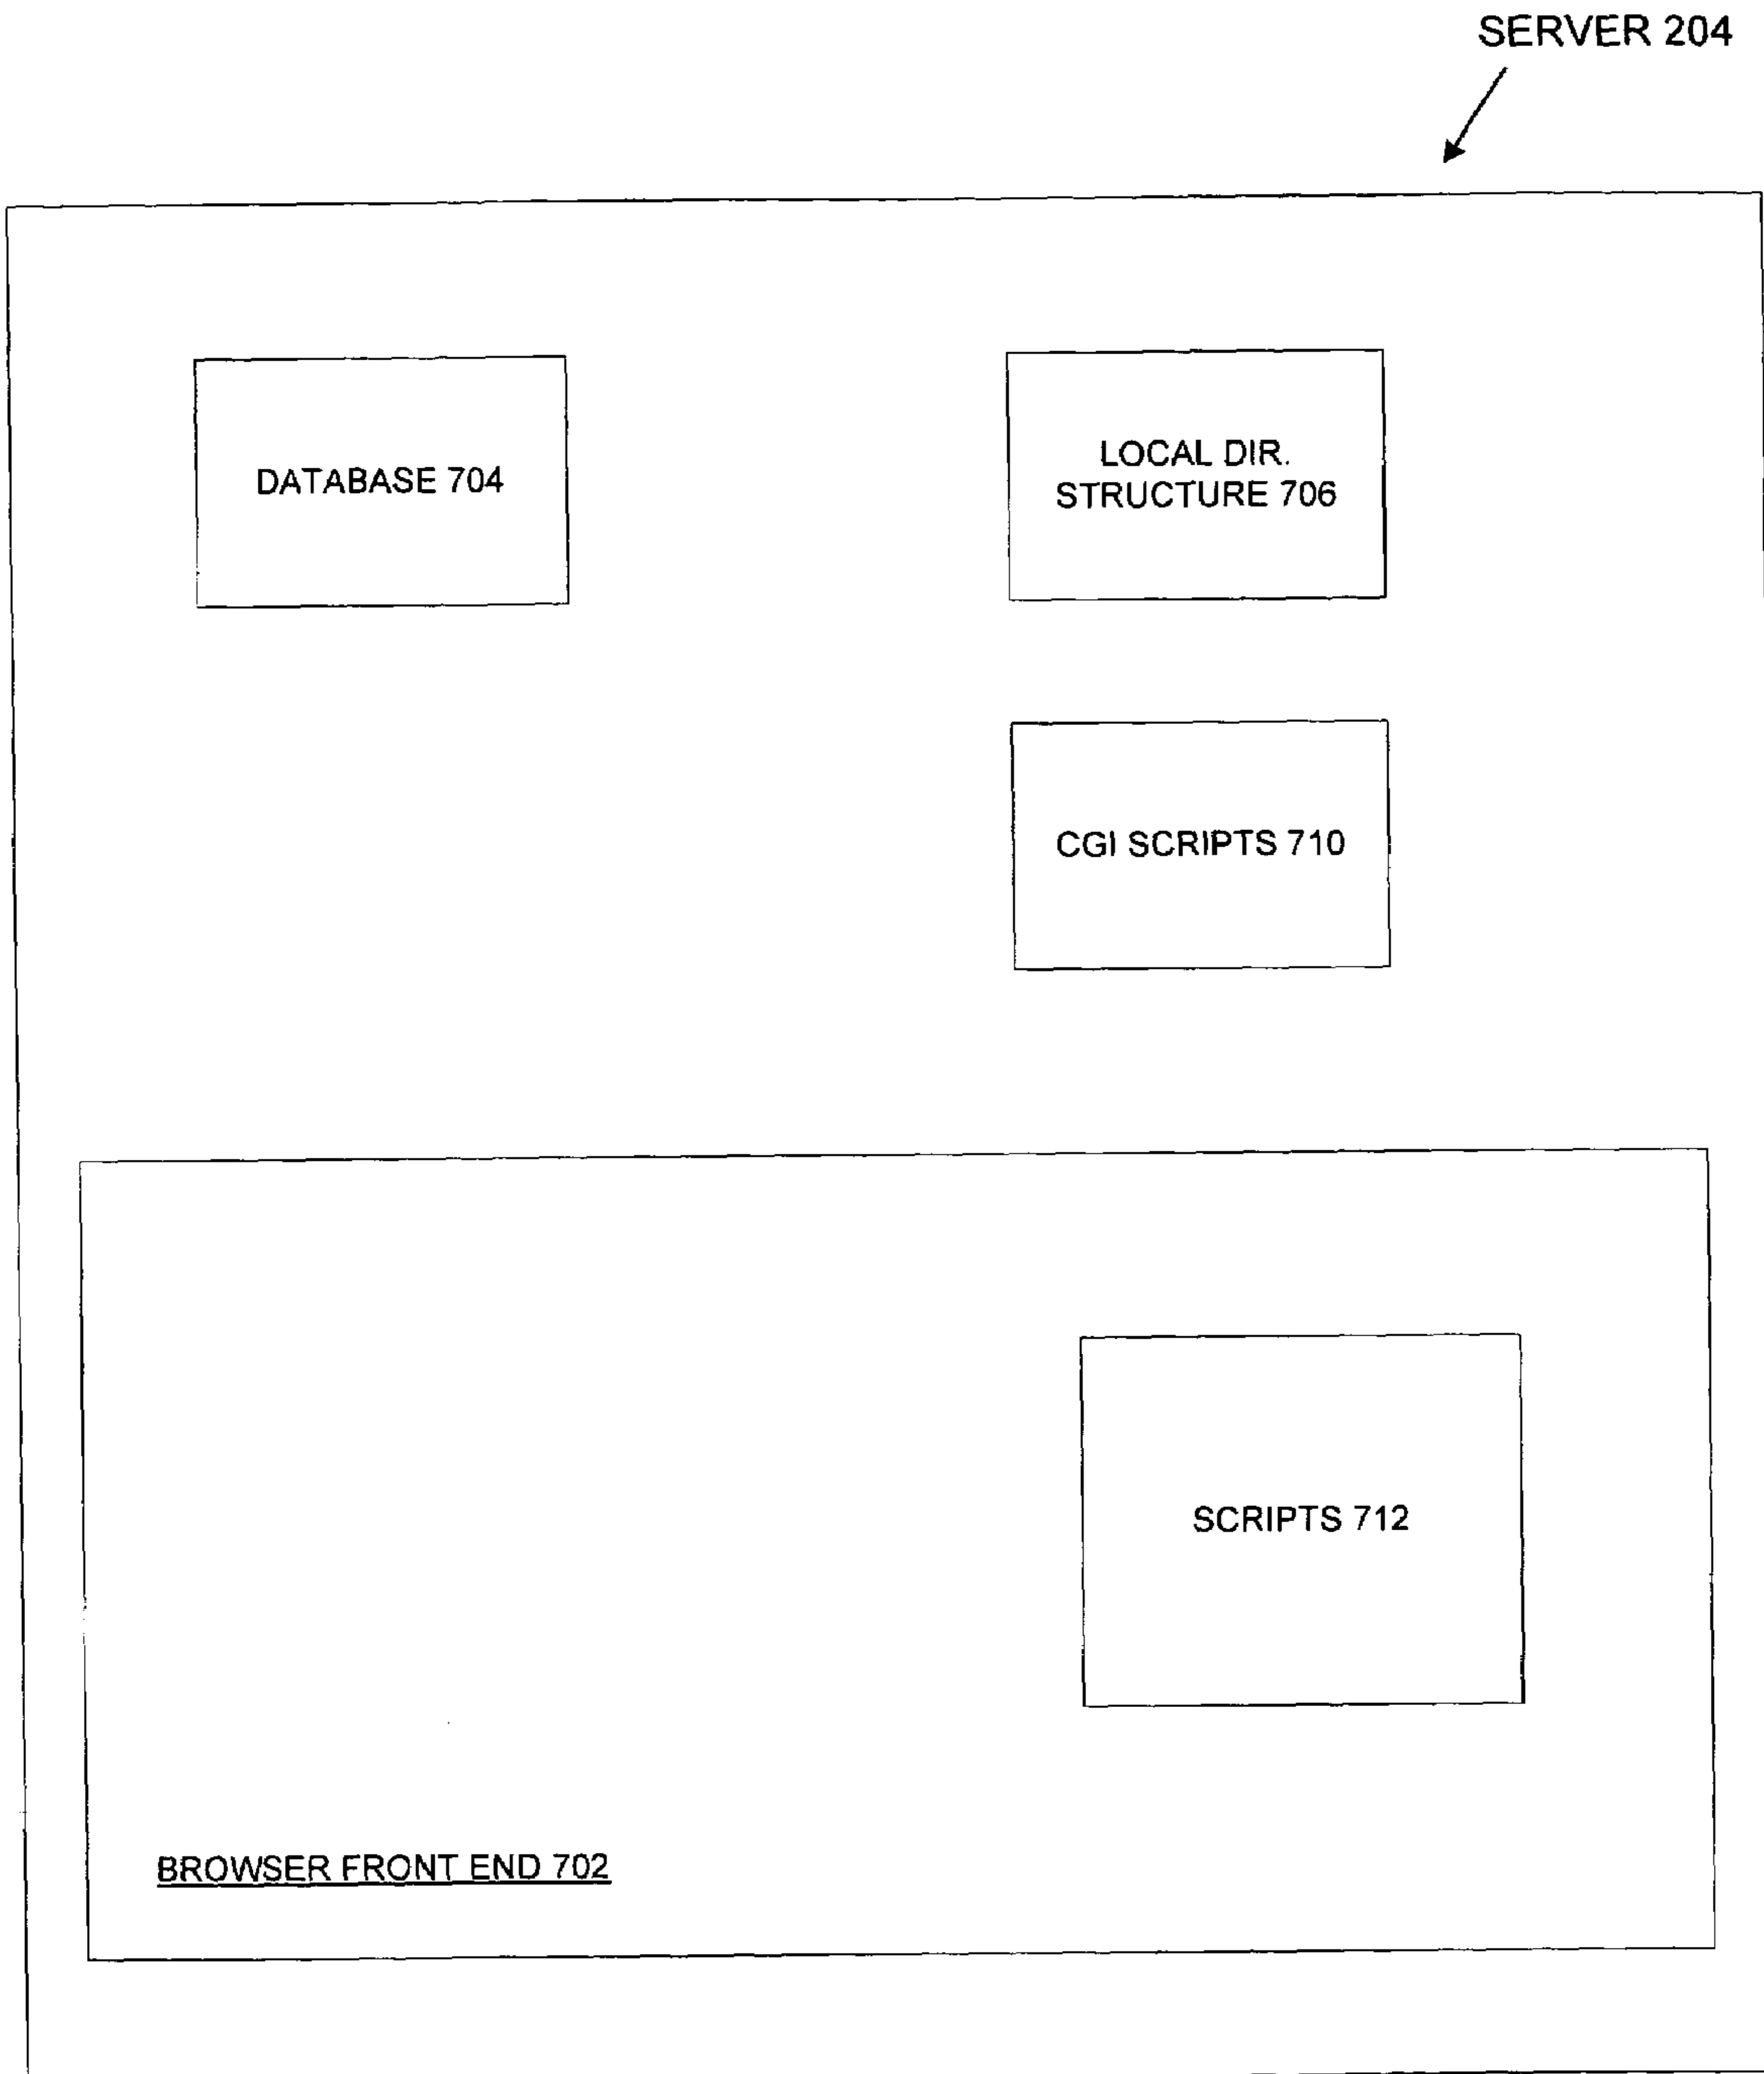 SERVER 204
DATABASE 704
LOCAL DIR.
STRUCTURE 706
CGI SCRIPTS 710
SCRIPTS 712
BROWSER FRONT END 702